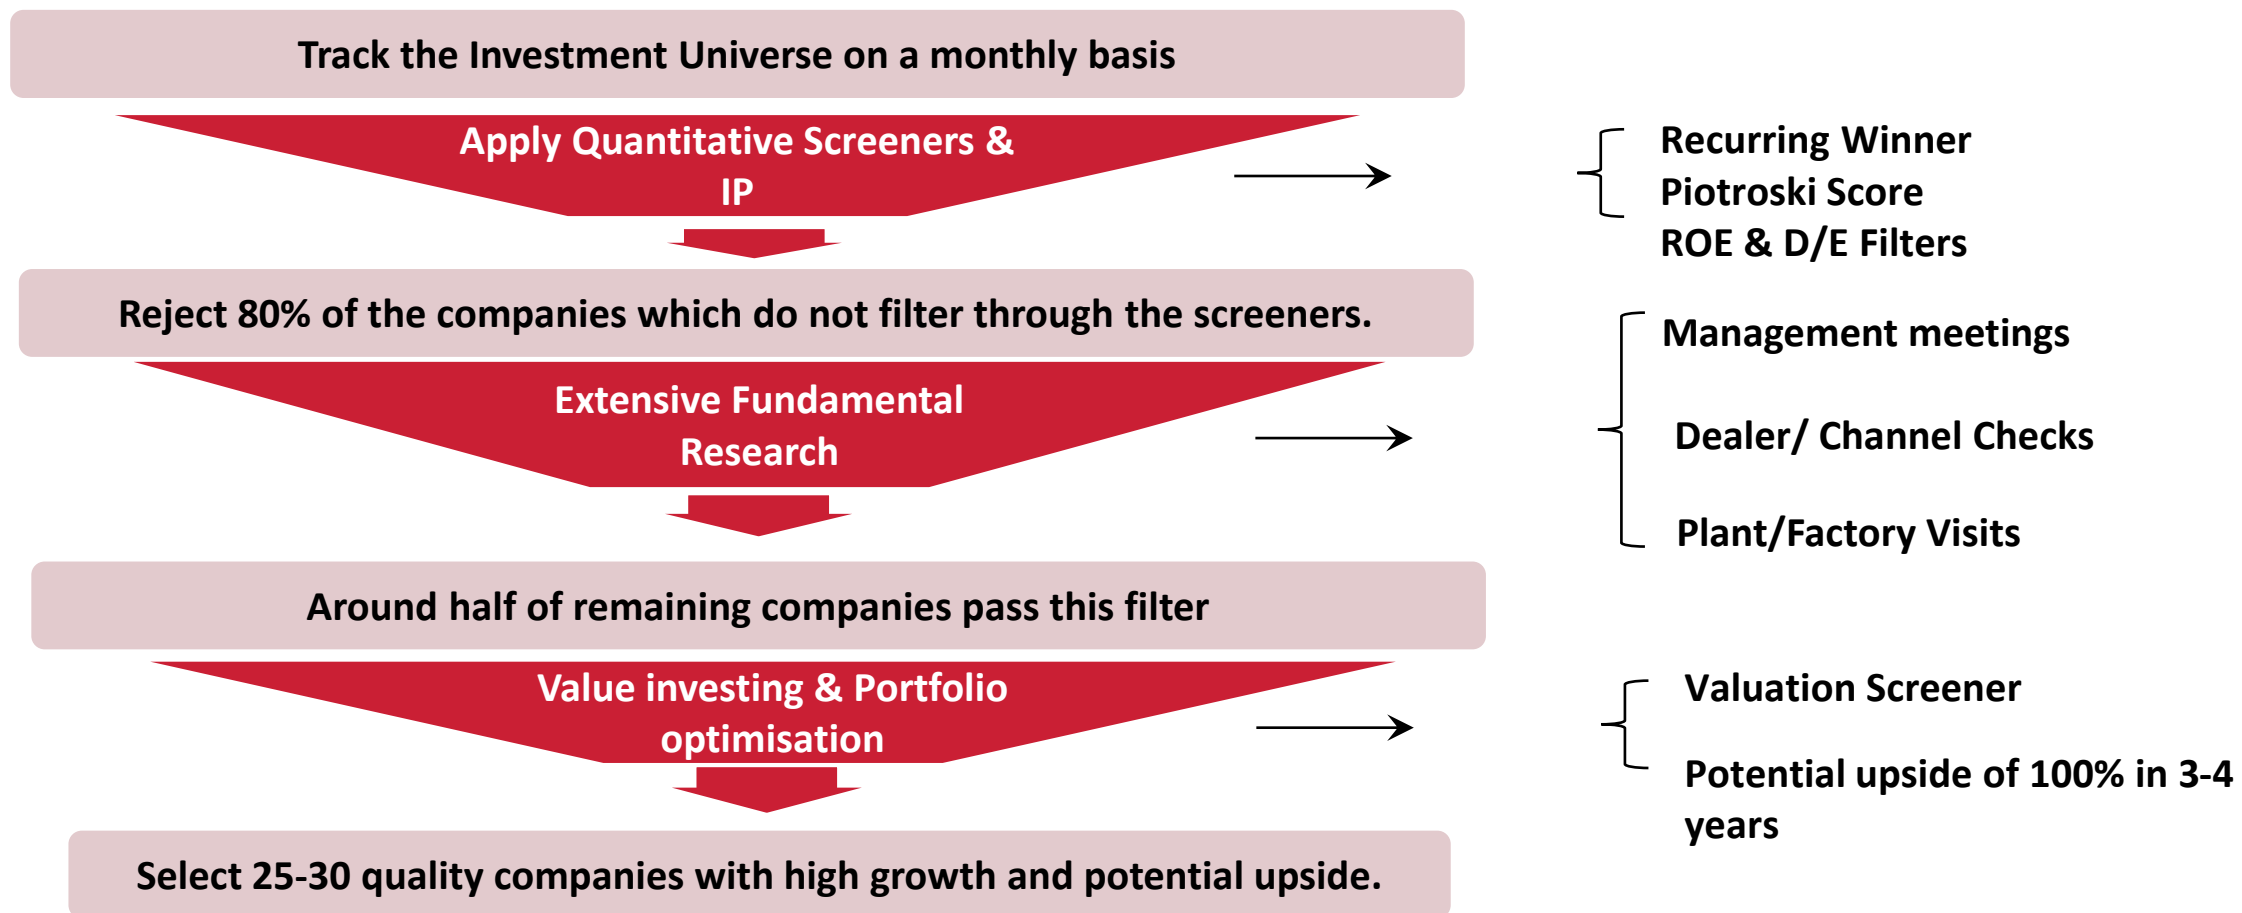 Track the Investment Universe on a monthly basis
Apply Quantitative Screeners &
IP
Recurring Winner
Piotroski Score
ROE & D/E Filters
Reject 80% of the companies which do not filter through the screeners.
Extensive Fundamental
Research
Management meetings
Dealer/ Channel Checks
Plant/Factory Visits
Around half of remaining companies pass this filter
Value investing & Portfolio
optimisation
Valuation Screener
Potential upside of 100% in 3-4
years
Select 25-30 quality companies with high growth and potential upside.